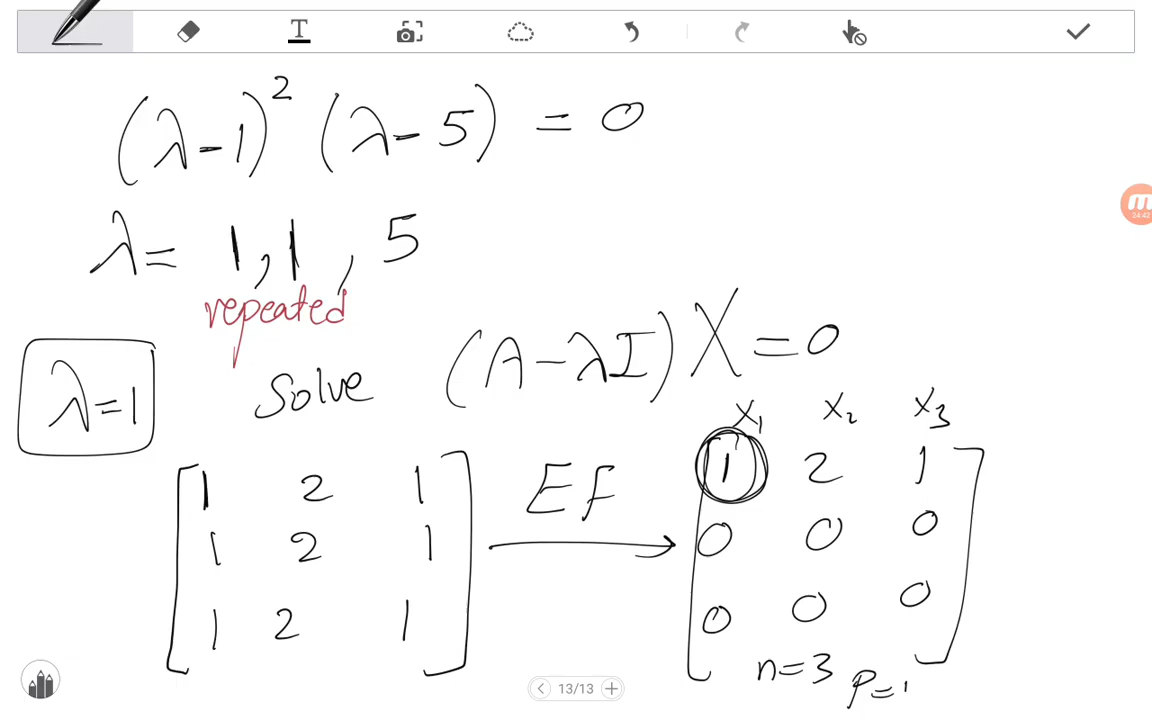 (λ-1)² (λ-5) = 0
λ = 1, 1, 5
repeated
λ=1 Solve (A-λI) X = 0
x₁ x₂ x₃
1 2 1 EF 1 2 1
1 2 1 → 0 0 0
1 2 1 0 0 0
n=3 ρ=1
13/13
T
24:42